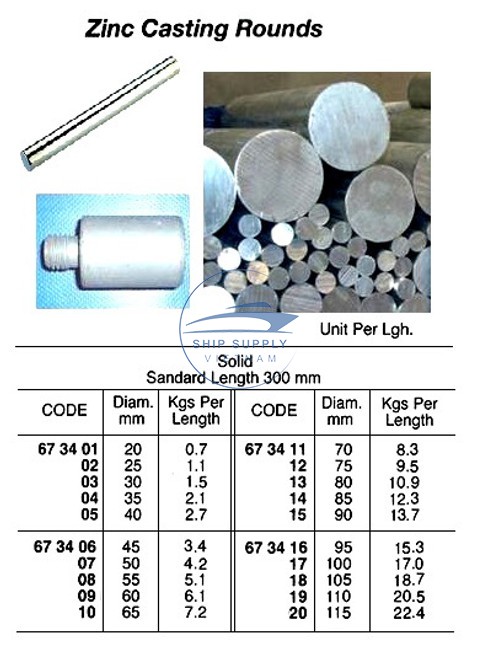 Zinc Casting Rounds
Unit Per Lgh.
SHIP SUPPLY
VIETNAM
Solid
Sandard Length 300 mm
CODE Diam. mm Kgs Per Length CODE Diam. mm Kgs Per Length
67 34 01 20 0.7 67 34 11 70 8.3
02 25 1.1 12 75 9.5
03 30 1.5 13 80 10.9
04 35 2.1 14 85 12.3
05 40 2.7 15 90 13.7
67 34 06 45 3.4 67 34 16 95 15.3
07 50 4.2 17 100 17.0
08 55 5.1 18 105 18.7
09 60 6.1 19 110 20.5
10 65 7.2 20 115 22.4